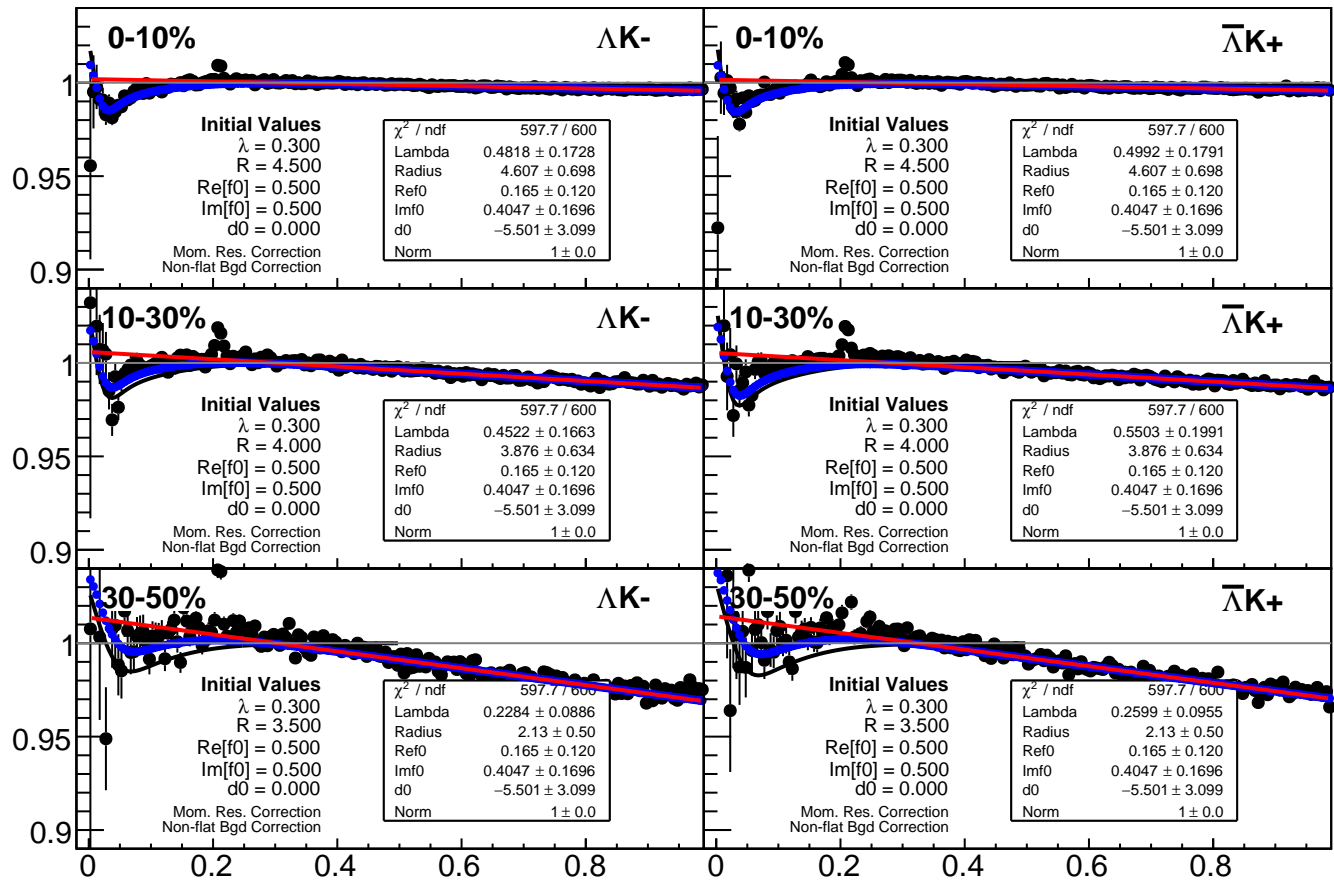 0-10%
ΛK-
Initial Values
λ = 0.300
R = 4.500
Re[f0] = 0.500
Im[f0] = 0.500
d0 = 0.000
Mom. Res. Correction
Non-flat Bgd Correction
χ² / ndf 597.7 / 600
Lambda 0.4818 ± 0.1728
Radius 4.607 ± 0.698
Ref0 0.165 ± 0.120
Imf0 0.4047 ± 0.1696
d0 −5.501 ± 3.099
Norm 1 ± 0.0
1
0.95
0.9
Λ̅K+
Initial Values
λ = 0.300
R = 4.500
Re[f0] = 0.500
Im[f0] = 0.500
d0 = 0.000
Mom. Res. Correction
Non-flat Bgd Correction
χ² / ndf 597.7 / 600
Lambda 0.4992 ± 0.1791
Radius 4.607 ± 0.698
Ref0 0.165 ± 0.120
Imf0 0.4047 ± 0.1696
d0 −5.501 ± 3.099
Norm 1 ± 0.0
0-10%
10-30%
ΛK-
Initial Values
λ = 0.300
R = 4.000
Re[f0] = 0.500
Im[f0] = 0.500
d0 = 0.000
Mom. Res. Correction
Non-flat Bgd Correction
χ² / ndf 597.7 / 600
Lambda 0.4522 ± 0.1663
Radius 3.876 ± 0.634
Ref0 0.165 ± 0.120
Imf0 0.4047 ± 0.1696
d0 −5.501 ± 3.099
Norm 1 ± 0.0
1
0.95
0.9
10-30%
Λ̅K+
Initial Values
λ = 0.300
R = 4.000
Re[f0] = 0.500
Im[f0] = 0.500
d0 = 0.000
Mom. Res. Correction
Non-flat Bgd Correction
χ² / ndf 597.7 / 600
Lambda 0.5503 ± 0.1991
Radius 3.876 ± 0.634
Ref0 0.165 ± 0.120
Imf0 0.4047 ± 0.1696
d0 −5.501 ± 3.099
Norm 1 ± 0.0
30-50%
ΛK-
Initial Values
λ = 0.300
R = 3.500
Re[f0] = 0.500
Im[f0] = 0.500
d0 = 0.000
Mom. Res. Correction
Non-flat Bgd Correction
χ² / ndf 597.7 / 600
Lambda 0.2284 ± 0.0886
Radius 2.13 ± 0.50
Ref0 0.165 ± 0.120
Imf0 0.4047 ± 0.1696
d0 −5.501 ± 3.099
Norm 1 ± 0.0
1
0.95
0.9
30-50%
Λ̅K+
Initial Values
λ = 0.300
R = 3.500
Re[f0] = 0.500
Im[f0] = 0.500
d0 = 0.000
Mom. Res. Correction
Non-flat Bgd Correction
χ² / ndf 597.7 / 600
Lambda 0.2599 ± 0.0955
Radius 2.13 ± 0.50
Ref0 0.165 ± 0.120
Imf0 0.4047 ± 0.1696
d0 −5.501 ± 3.099
Norm 1 ± 0.0
0 0.2 0.4 0.6 0.8 0 0.2 0.4 0.6 0.8